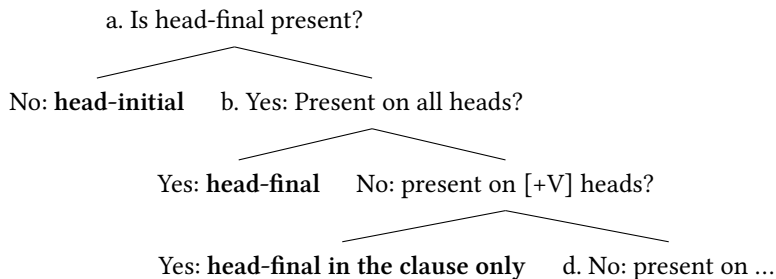 a. Is head-final present?
No: head-initial b. Yes: Present on all heads?
Yes: head-final No: present on [+V] heads?
Yes: head-final in the clause only d. No: present on …